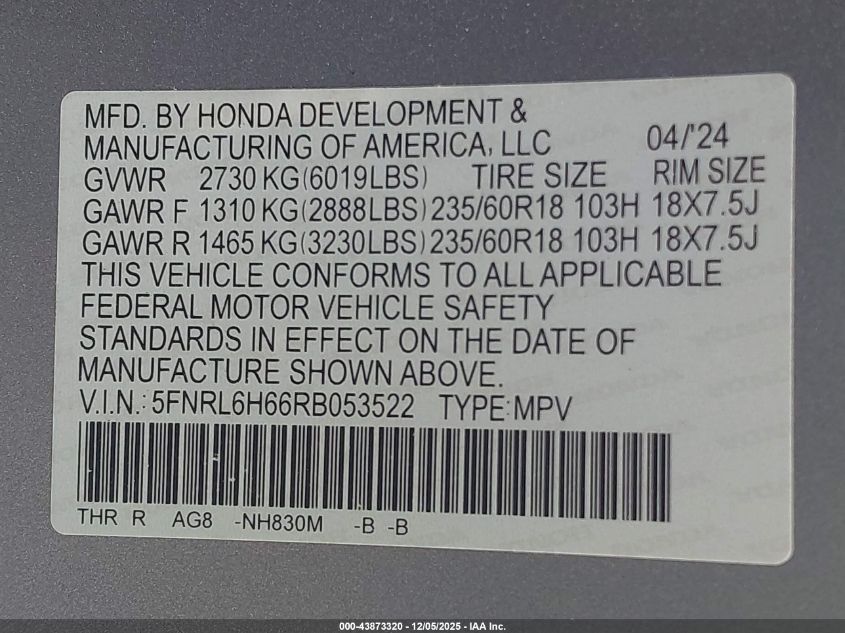 MFD. BY HONDA DEVELOPMENT &
MANUFACTURING OF AMERICA, LLC 04/'24
GVWR 2730 KG(6019LBS) TIRE SIZE RIM SIZE
GAWR F 1310 KG(2888LBS) 235/60R18 103H 18X7.5J
GAWR R 1465 KG(3230LBS) 235/60R18 103H 18X7.5J
THIS VEHICLE CONFORMS TO ALL APPLICABLE
FEDERAL MOTOR VEHICLE SAFETY
STANDARDS IN EFFECT ON THE DATE OF
MANUFACTURE SHOWN ABOVE.
V.I.N.: 5FNRL6H66RB053522 TYPE:MPV
THR R AG8 -NH830M -B -B
000-43873320 - 12/05/2025 - IAA Inc.